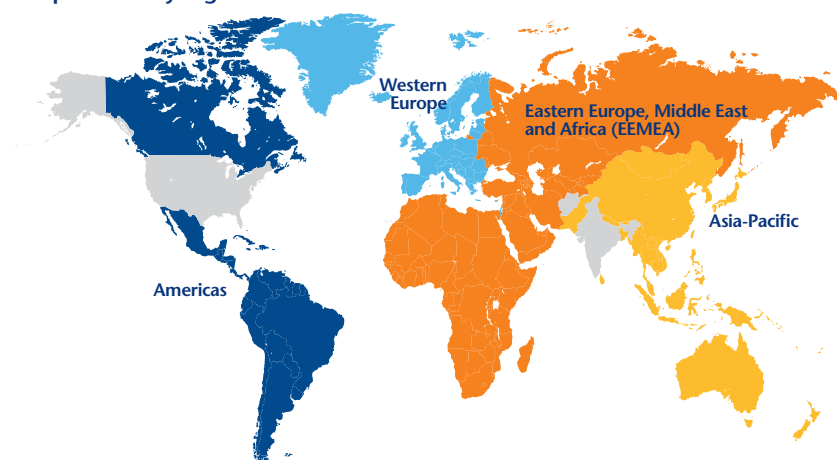 Western
Europe
Eastern Europe, Middle East
and Africa (EEMEA)
Asia-Pacific
Americas